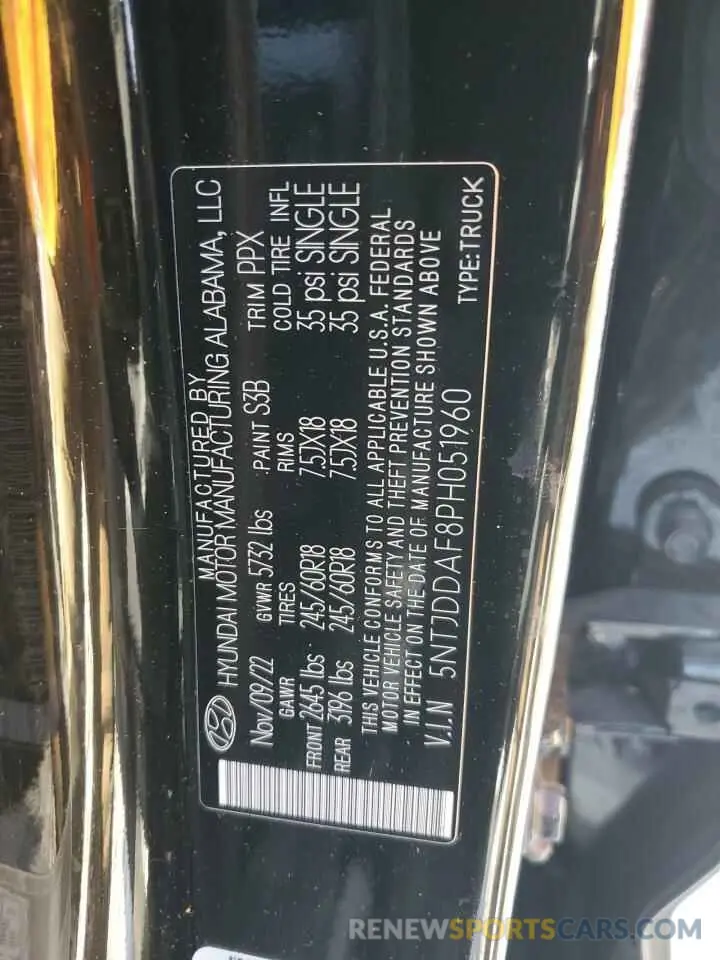 MANUFACTURED BY
HYUNDAI MOTOR MANUFACTURING ALABAMA, LLC
Nov/09/22 GVWR 5732 lbs PAINT S3B TRIM PPX
GAWR TIRES RIMS COLD TIRE INFL
FRONT 2645 lbs 245/60R18 7.5JX18 35 psi SINGLE
REAR 3196 lbs 245/60R18 7.5JX18 35 psi SINGLE
THIS VEHICLE CONFORMS TO ALL APPLICABLE U.S.A. FEDERAL
MOTOR VEHICLE SAFETY AND THEFT PREVENTION STANDARDS
IN EFFECT ON THE DATE OF MANUFACTURE SHOWN ABOVE
V.I.N 5NTJDDAF8PH051960
TYPE:TRUCK
RENEWSPORTSCARS.COM